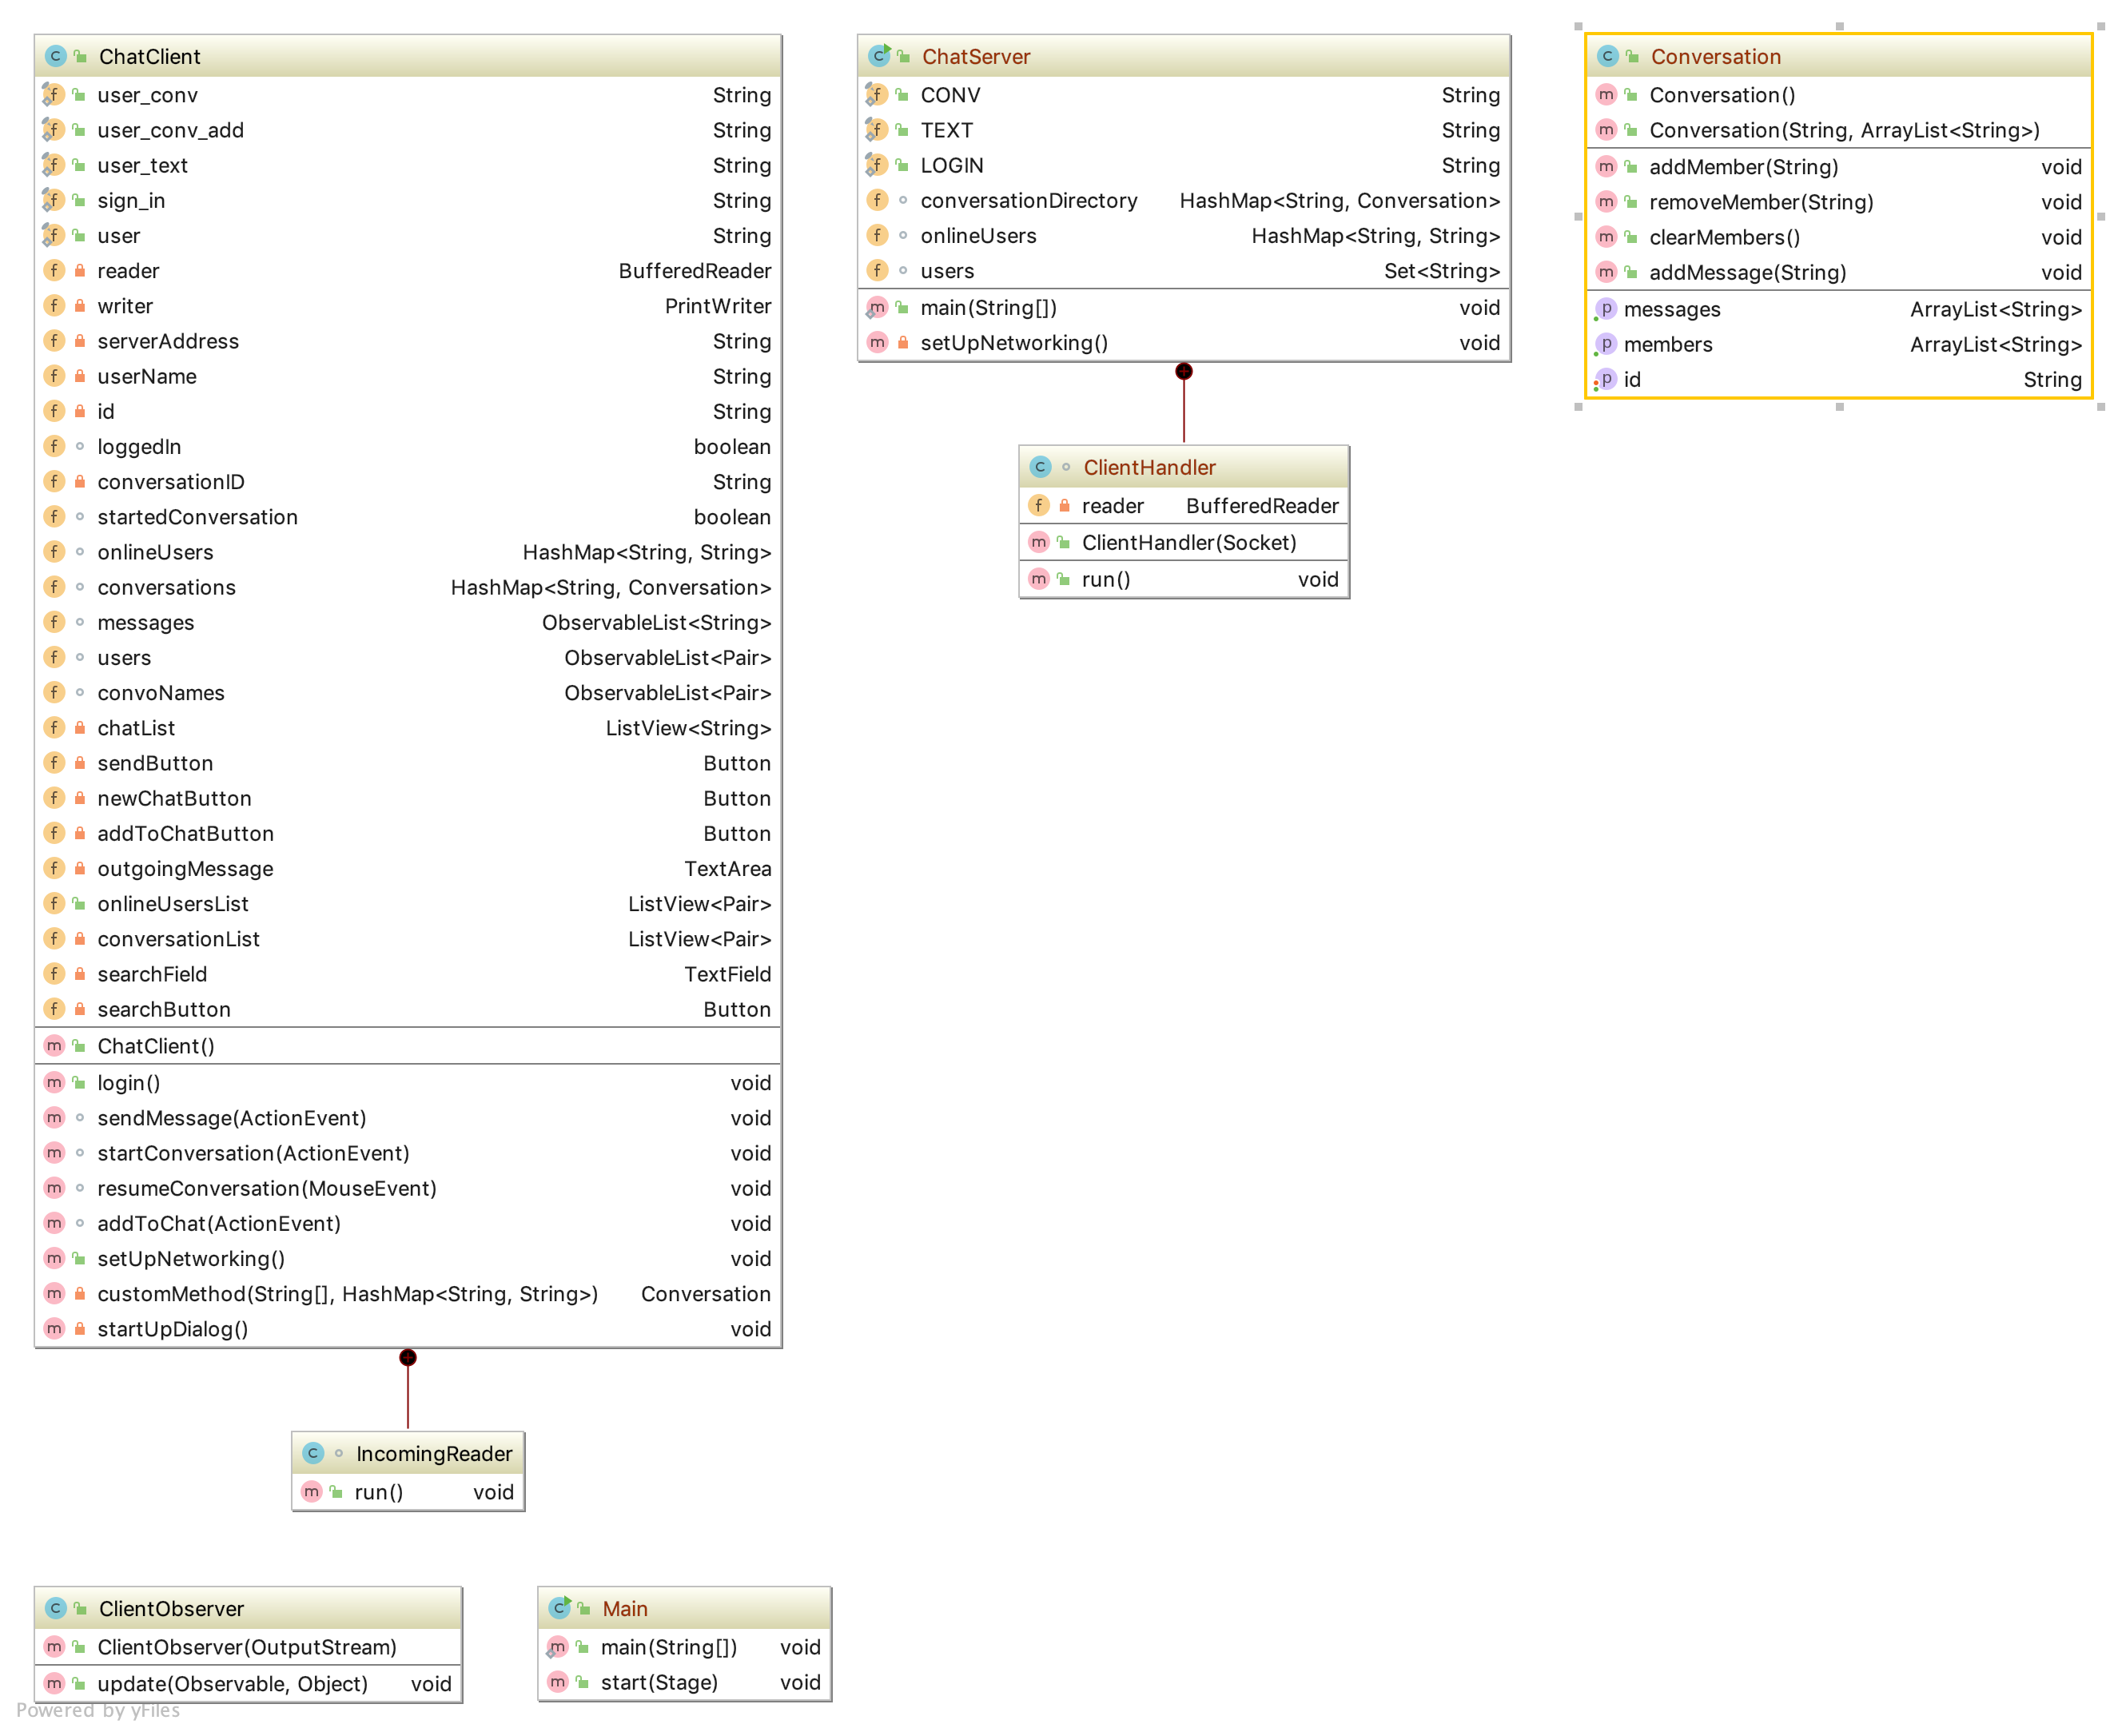 ChatClient
user_conv String
user_conv_add String
user_text String
sign_in String
user String
reader BufferedReader
writer PrintWriter
serverAddress String
userName String
id String
loggedIn boolean
conversationID String
startedConversation boolean
onlineUsers HashMap<String, String>
conversations HashMap<String, Conversation>
messages ObservableList<String>
users ObservableList<Pair>
convoNames ObservableList<Pair>
chatList ListView<String>
sendButton Button
newChatButton Button
addToChatButton Button
outgoingMessage TextArea
onlineUsersList ListView<Pair>
conversationList ListView<Pair>
searchField TextField
searchButton Button
ChatClient()
login() void
sendMessage(ActionEvent) void
startConversation(ActionEvent) void
resumeConversation(MouseEvent) void
addToChat(ActionEvent) void
setUpNetworking() void
customMethod(String[], HashMap<String, String>) Conversation
startUpDialog() void
IncomingReader
run() void
ChatServer
CONV String
TEXT String
LOGIN String
conversationDirectory HashMap<String, Conversation>
onlineUsers HashMap<String, String>
users Set<String>
main(String[]) void
setUpNetworking() void
ClientHandler
reader BufferedReader
ClientHandler(Socket)
run() void
Conversation
Conversation()
Conversation(String, ArrayList<String>)
addMember(String) void
removeMember(String) void
clearMembers() void
addMessage(String) void
messages ArrayList<String>
members ArrayList<String>
id String
ClientObserver
ClientObserver(OutputStream)
update(Observable, Object) void
Main
main(String[]) void
start(Stage) void
Powered by yFiles